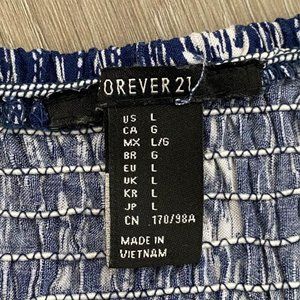 OREVER 21
US L
CA G
MX L/G
BR G
EU L
UK L
KR L
JP L
CN 170/98A
MADE IN
VIETNAM